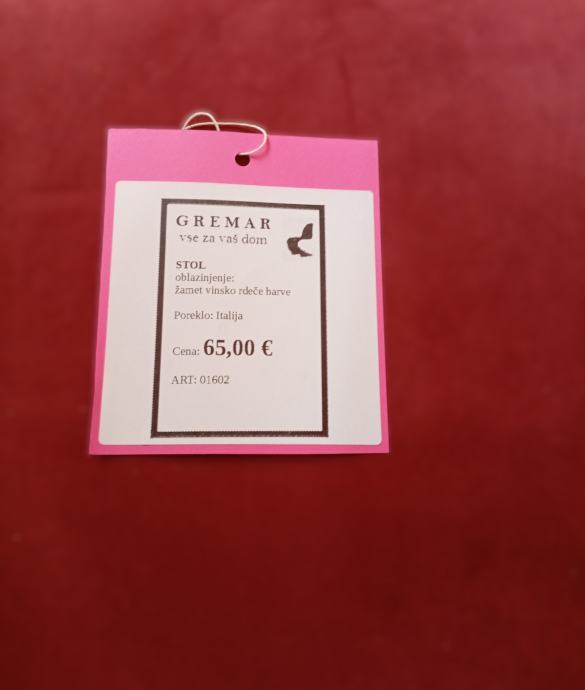 GREMAR
vse za vaš dom
STOL
oblazinjenje:
žamet vinsko rdeče barve
Poreklo: Italija
Cena: 65,00 €
ART: 01602